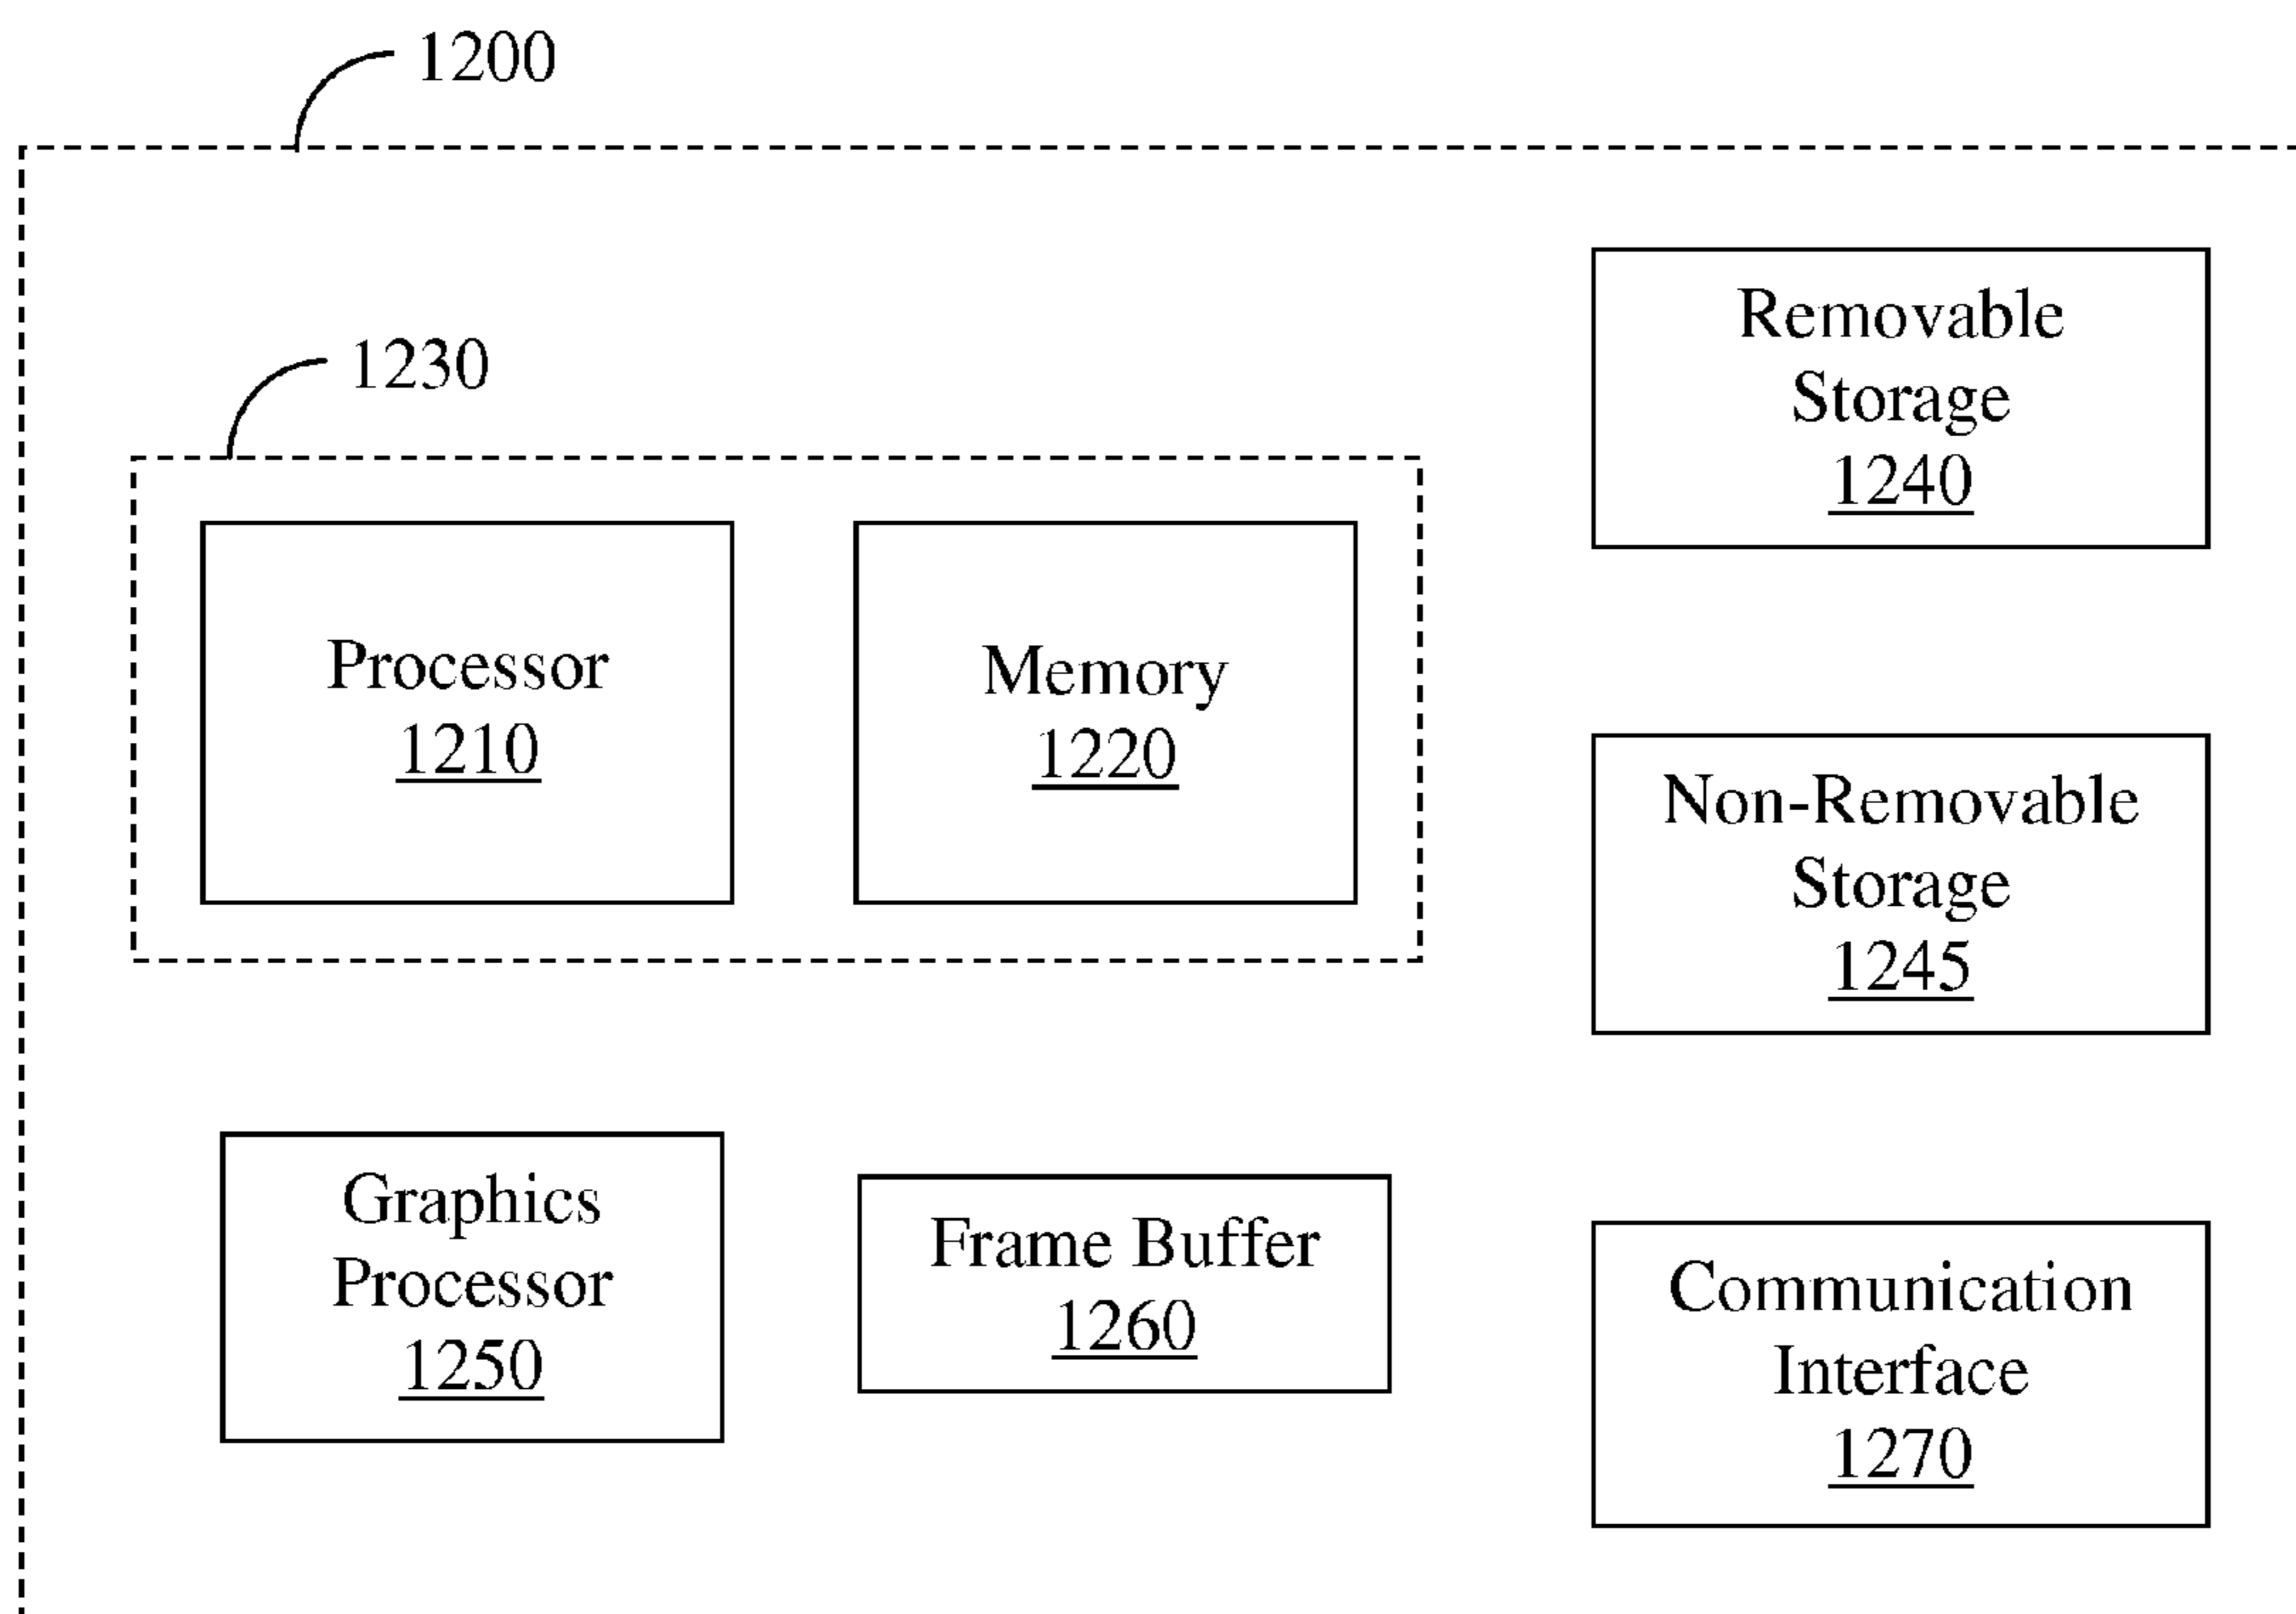 1200
1230
Processor
1210
Memory
1220
Removable
Storage
1240
Non-Removable
Storage
1245
Graphics
Processor
1250
Frame Buffer
1260
Communication
Interface
1270